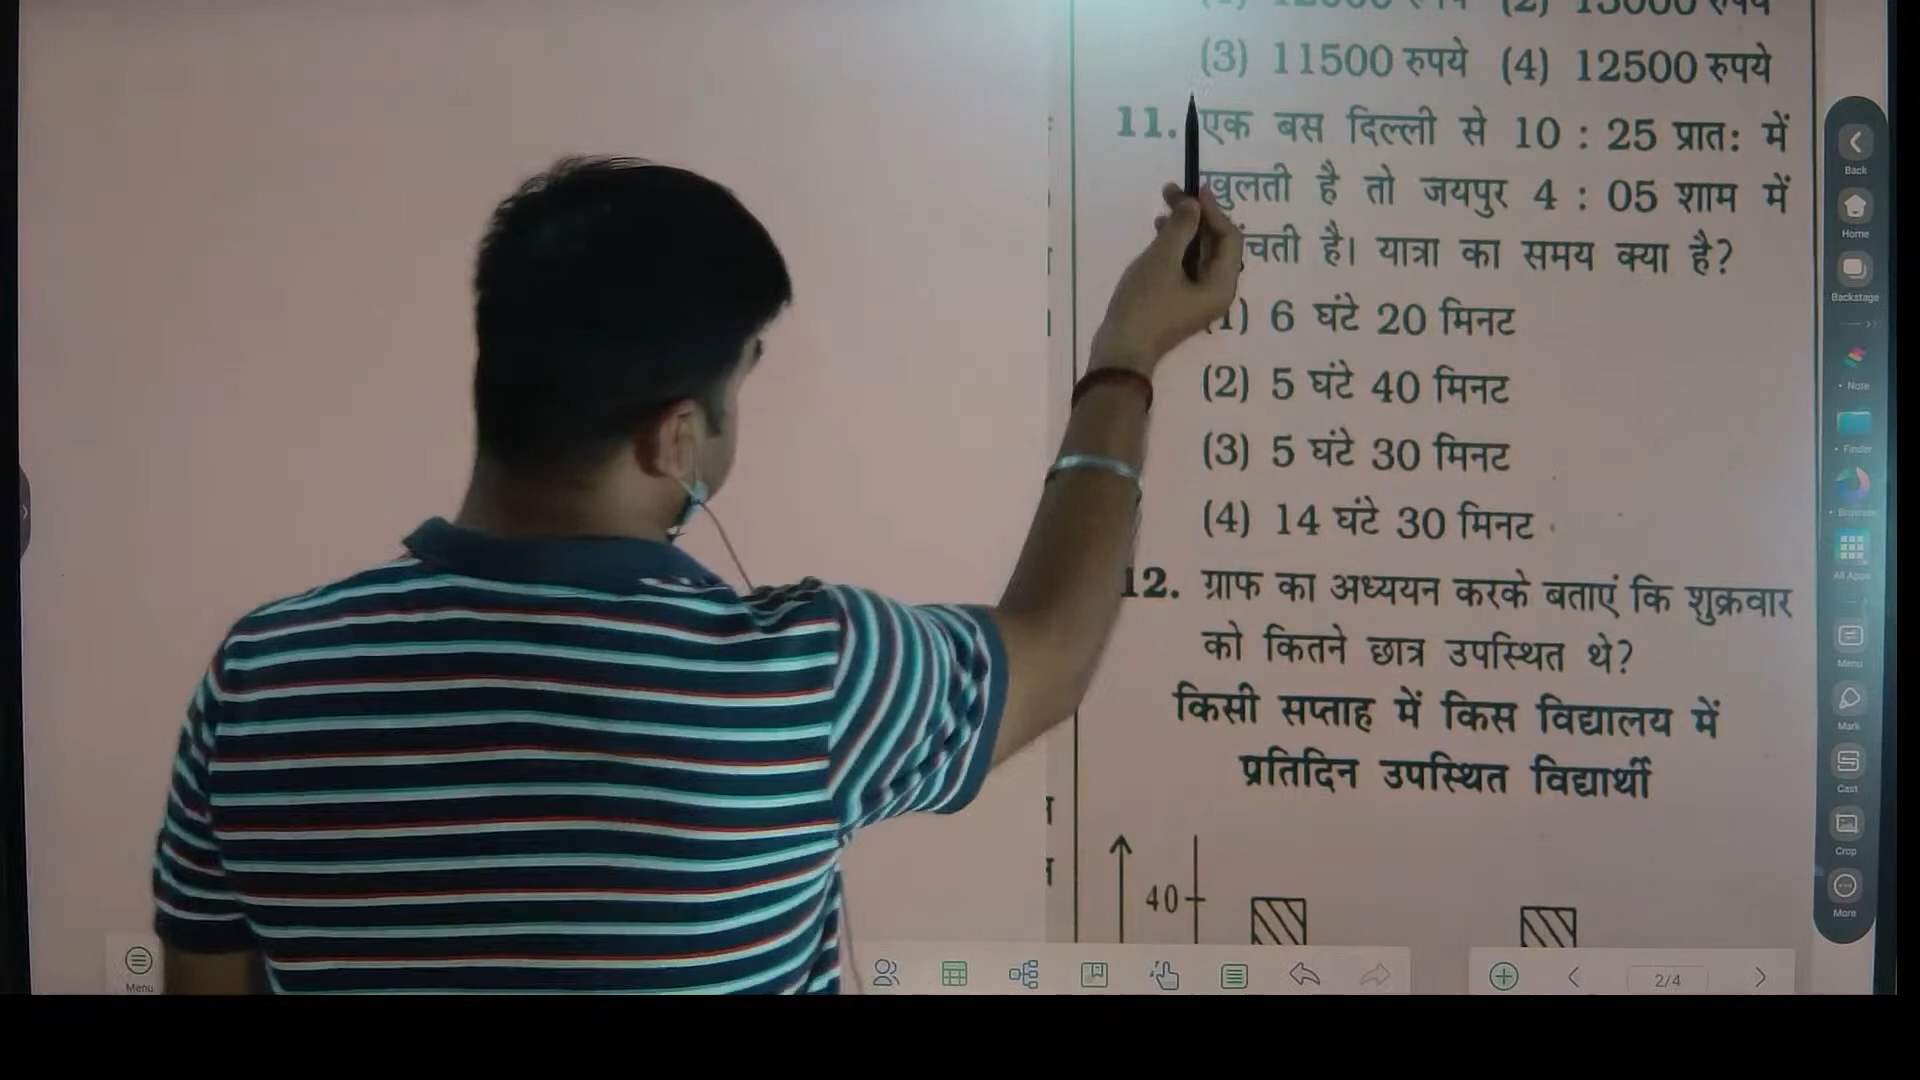 (3) 11500 रुपये (4) 12500 रुपये
11. एक बस दिल्ली से 10 : 25 प्रात: में
खुलती है तो जयपुर 4 : 05 शाम में
है। यात्रा का समय क्या है?
(1) 6 घंटे 20 मिनट
(2) 5 घंटे 40 मिनट
(3) 5 घंटे 30 मिनट
(4) 14 घंटे 30 मिनट
12. ग्राफ का अध्ययन करके बताएं कि शुक्रवार
को कितने छात्र उपस्थित थे?
किसी सप्ताह में किस विद्यालय में
प्रतिदिन उपस्थित विद्यार्थी
40
Back
Home
Backstage
Note
Finder
All Apps
Menu
Mark
Cast
Crop
More
Menu
2/4